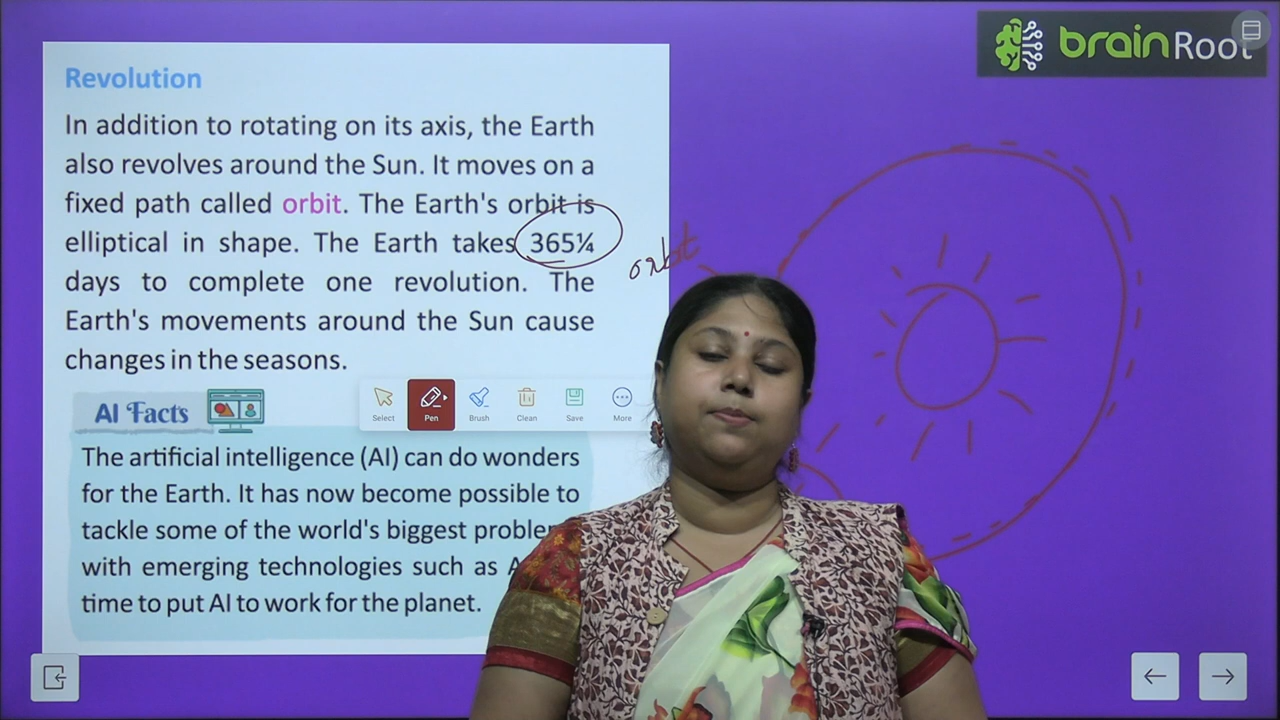 brainRoot
Revolution
In addition to rotating on its axis, the Earth
also revolves around the Sun. It moves on a
fixed path called orbit. The Earth's orbit is
elliptical in shape. The Earth takes 365¼
days to complete one revolution. The
Earth's movements around the Sun cause
changes in the seasons.
orbit
AI Facts
The artificial intelligence (AI) can do wonders
for the Earth. It has now become possible to
tackle some of the world's biggest
with emerging technologies such as
time to put AI to work for the planet.
Select
Pen
Brush
Clean
Save
More